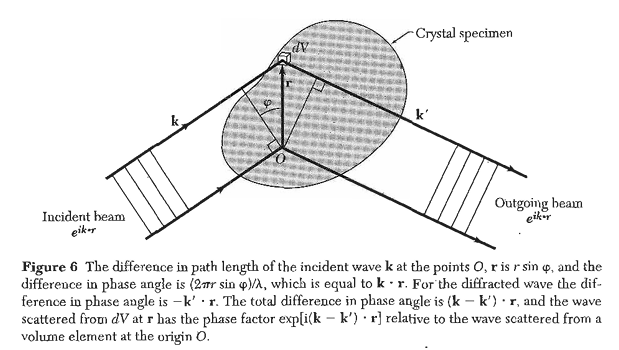 Crystal specimen
dV
r
φ
k
k′
O
Incident beam
e^ik·r
Outgoing beam
e^ik·r
Figure 6 The difference in path length of the incident wave k at the points O, r is r sin φ, and the
difference in phase angle is (2πr sin φ)/λ, which is equal to k · r. For the diffracted wave the dif-
ference in phase angle is −k′ · r. The total difference in phase angle is (k − k′) · r, and the wave
scattered from dV at r has the phase factor exp[i(k − k′) · r] relative to the wave scattered from a
volume element at the origin O.